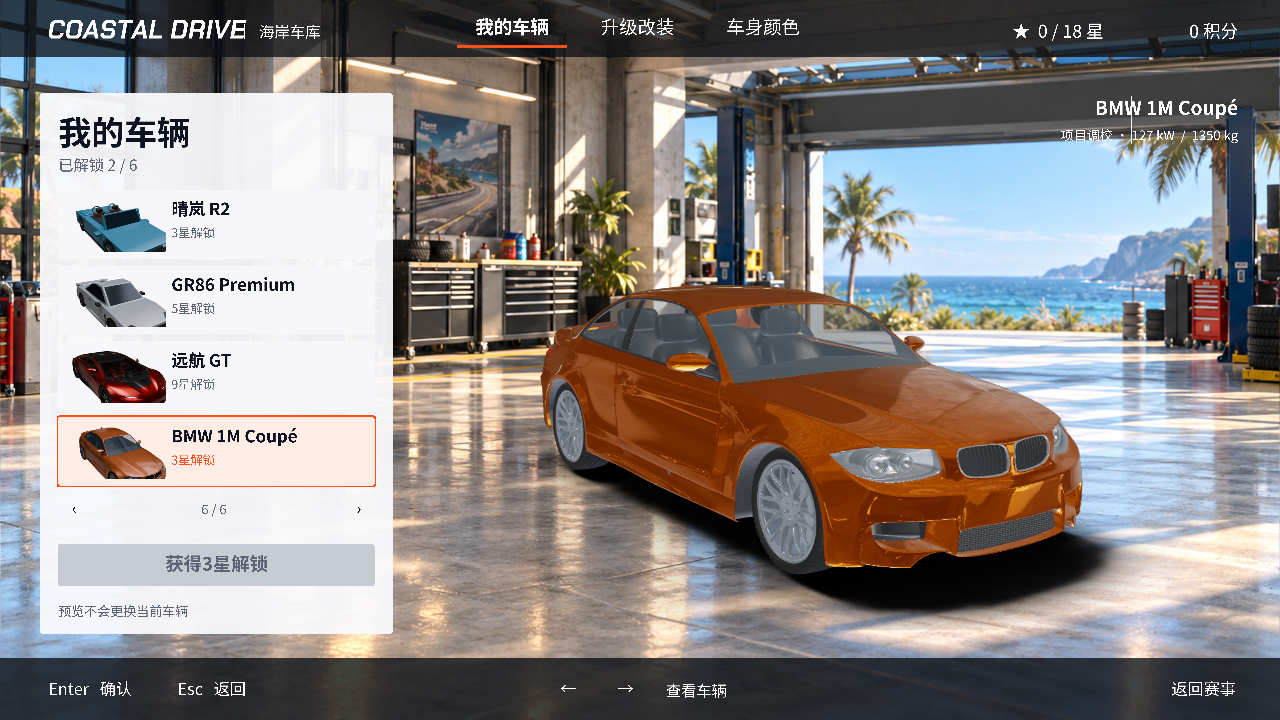 COASTAL DRIVE 海岸车库
我的车辆
升级改装
车身颜色
★ 0 / 18 星
0 积分
BMW 1M Coupé
项目调校 · 127 kW / 1350 kg
我的车辆
已解锁 2 / 6
晴岚 R2
3星解锁
GR86 Premium
5星解锁
远航 GT
9星解锁
BMW 1M Coupé
3星解锁
‹ 6 / 6 ›
获得3星解锁
预览不会更换当前车辆
Enter 确认
Esc 返回
← → 查看车辆
返回赛事